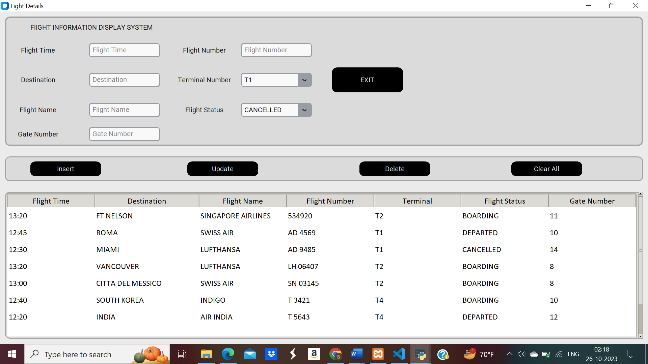 Flight Details
FLIGHT INFORMATION DISPLAY SYSTEM
Flight Time Flight Time Flight Number Flight Number
Destination Destination Terminal Number T1 EXIT
Flight Name Flight Name Flight Status CANCELLED
Gate Number Gate Number
Insert Update Delete Clear All
Flight Time Destination Flight Name Flight Number Terminal Flight Status Gate Number
13:20 FT NELSON SINGAPORE AIRLINES 534920 T2 BOARDING 11
12:45 ROMA SWISS AIR AD 4569 T1 DEPARTED 10
12:30 MIAMI LUFTHANSA AD 9485 T1 CANCELLED 14
13:20 VANCOUVER LUFTHANSA LH 06407 T2 BOARDING 8
13:00 CITTA DEL MESSICO SWISS AIR SN 03145 T2 BOARDING 8
12:40 SOUTH KOREA INDIGO T 3421 T4 BOARDING 10
12:20 INDIA AIR INDIA T 5643 T4 DEPARTED 12
Type here to search 70°F ENG 02:18
26-10-2023